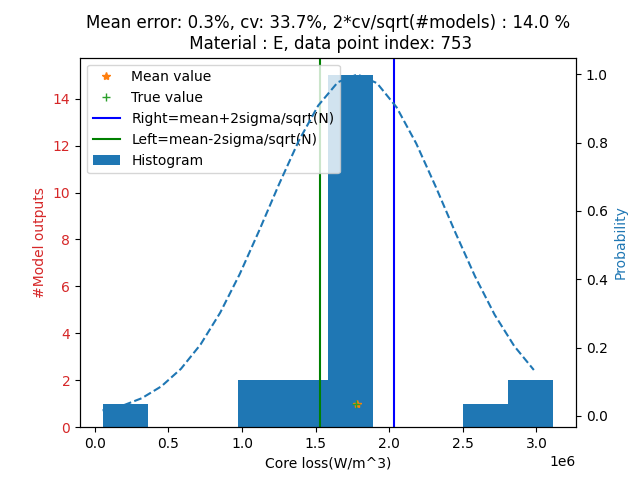 Mean error: 0.3%, cv: 33.7%, 2*cv/sqrt(#models) : 14.0 %
Material : E, data point index: 753
Mean value
True value
Right=mean+2sigma/sqrt(N)
Left=mean-2sigma/sqrt(N)
Histogram
#Model outputs
14
12
10
8
6
4
2
0
1.0
0.8
0.6
0.4
0.2
0.0
Probability
0.0 0.5 1.0 1.5 2.0 2.5 3.0
1e6
Core loss(W/m^3)